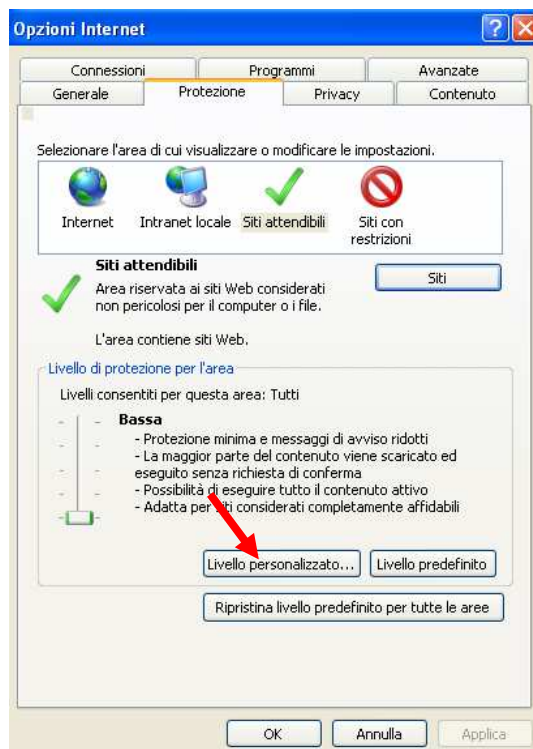 Opzioni Internet
Connessioni Programmi Avanzate
Generale Protezione Privacy Contenuto
Selezionare l'area di cui visualizzare o modificare le impostazioni.
Internet Intranet locale Siti attendibili Siti con
restrizioni
Siti attendibili
Siti
Area riservata ai siti Web considerati
non pericolosi per il computer o i file.
L'area contiene siti Web.
Livello di protezione per l'area
Livelli consentiti per questa area: Tutti
Bassa
- Protezione minima e messaggi di avviso ridotti
- La maggior parte del contenuto viene scaricato ed
eseguito senza richiesta di conferma
- Possibilità di eseguire tutto il contenuto attivo
- Adatta per siti considerati completamente affidabili
Livello personalizzato... Livello predefinito
Ripristina livello predefinito per tutte le aree
OK Annulla Applica